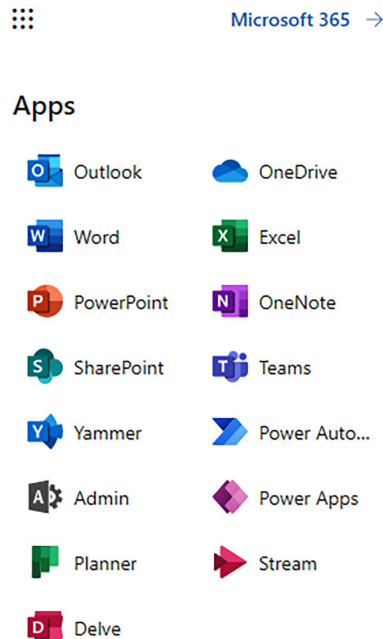 Microsoft 365 →
Apps
O Outlook
OneDrive
W Word
X Excel
P PowerPoint
N OneNote
S SharePoint
T Teams
Y Yammer
Power Auto...
A Admin
Power Apps
Planner
Stream
D Delve